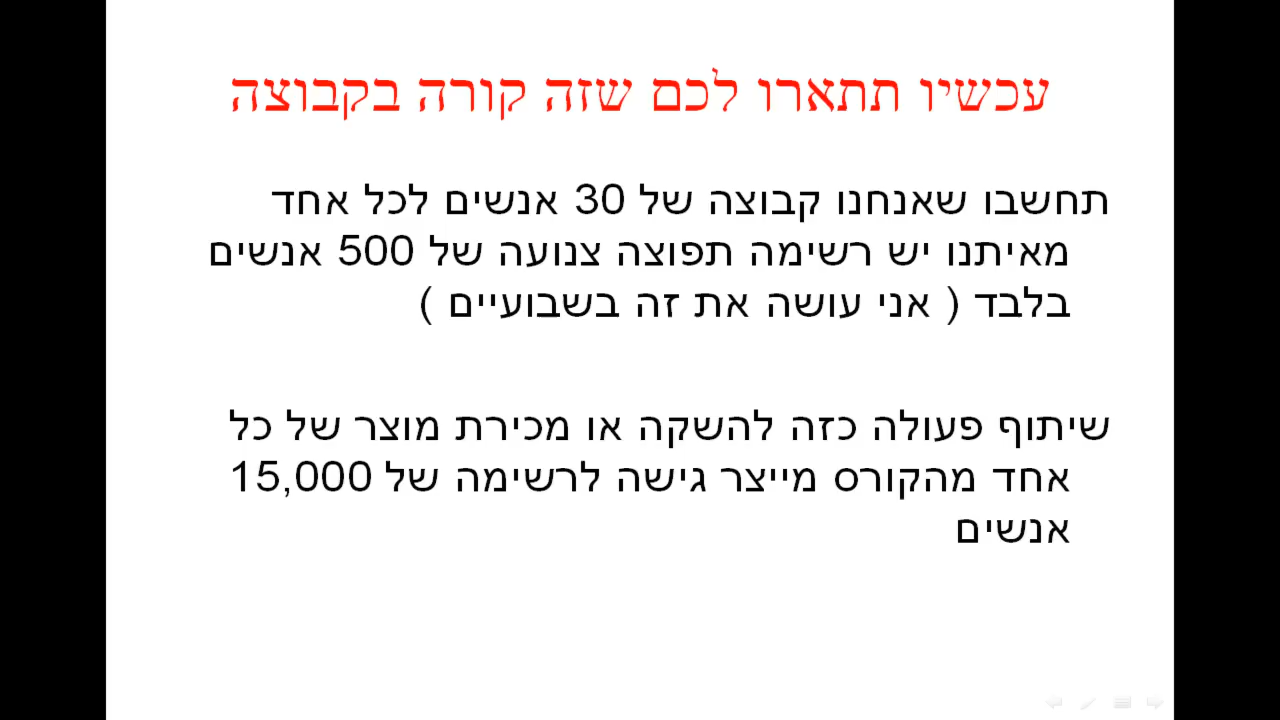 עכשיו תתארו לכם שזה קורה בקבוצה
תחשבו שאנחנו קבוצה של 30 אנשים לכל אחד
מאיתנו יש רשימה תפוצה צנועה של 500 אנשים
בלבד ( אני עושה את זה בשבועיים )
שיתוף פעולה כזה להשקה או מכירת מוצר של כל
אחד מהקורס מייצר גישה לרשימה של 15,000
אנשים